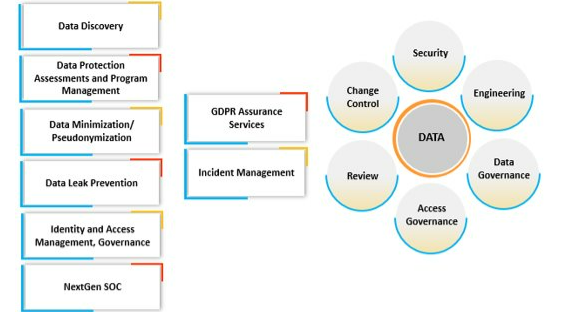 Data Discovery
Data Protection
Assessments and Program
Management
Data Minimization/
Pseudonymization
Data Leak Prevention
Identity and Access
Management, Governance
NextGen SOC
GDPR Assurance
Services
Incident Management
Security
Engineering
Data
Governance
Access
Governance
Review
Change
Control
DATA